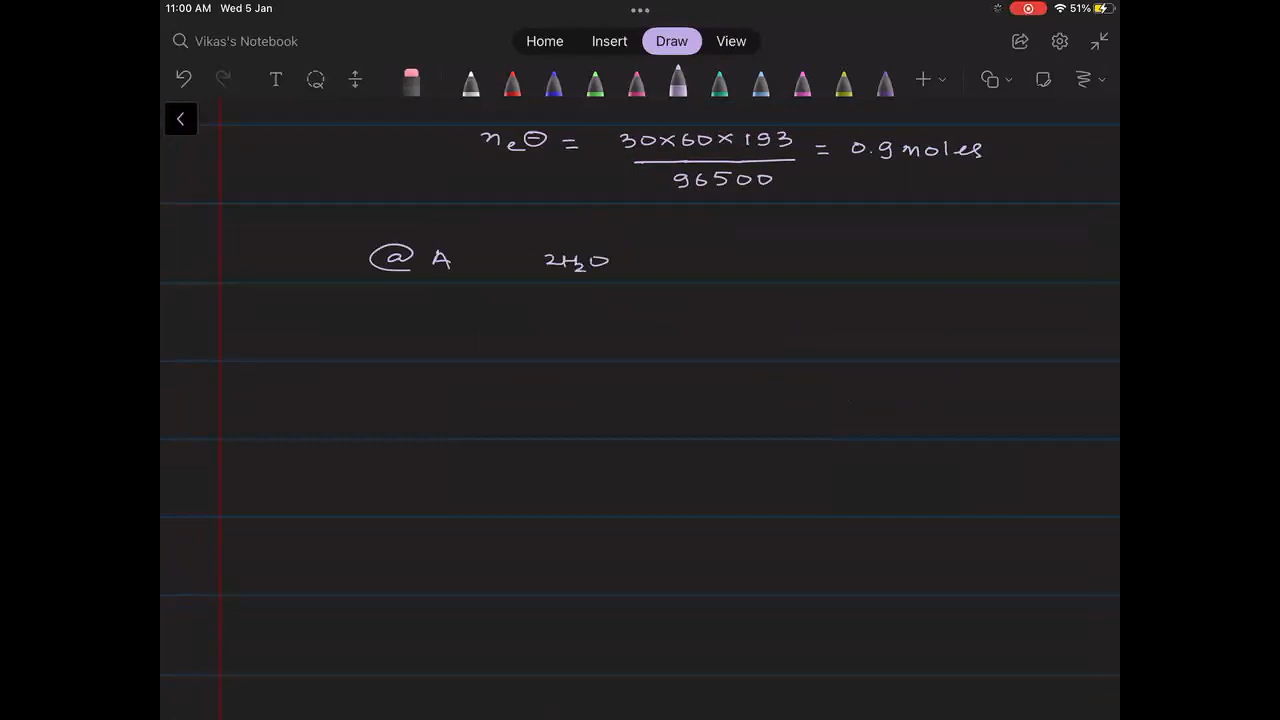 11:00 AM Wed 5 Jan
51%
Vikas's Notebook
Home Insert Draw View
n e⊖ = 30×60×193 / 96500 = 0.9 moles
@ A 2H₂O